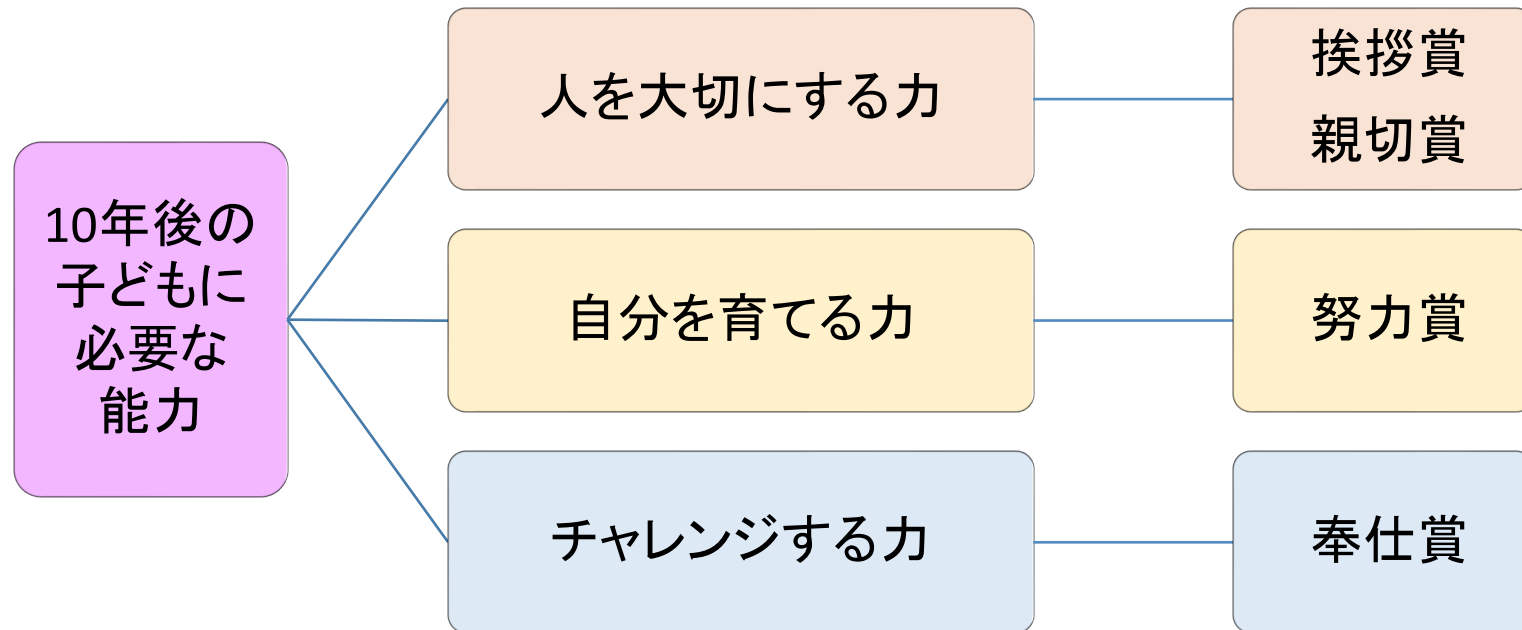 10年後の
子どもに
必要な
能力
人を大切にする力
挨拶賞
親切賞
自分を育てる力
努力賞
チャレンジする力
奉仕賞